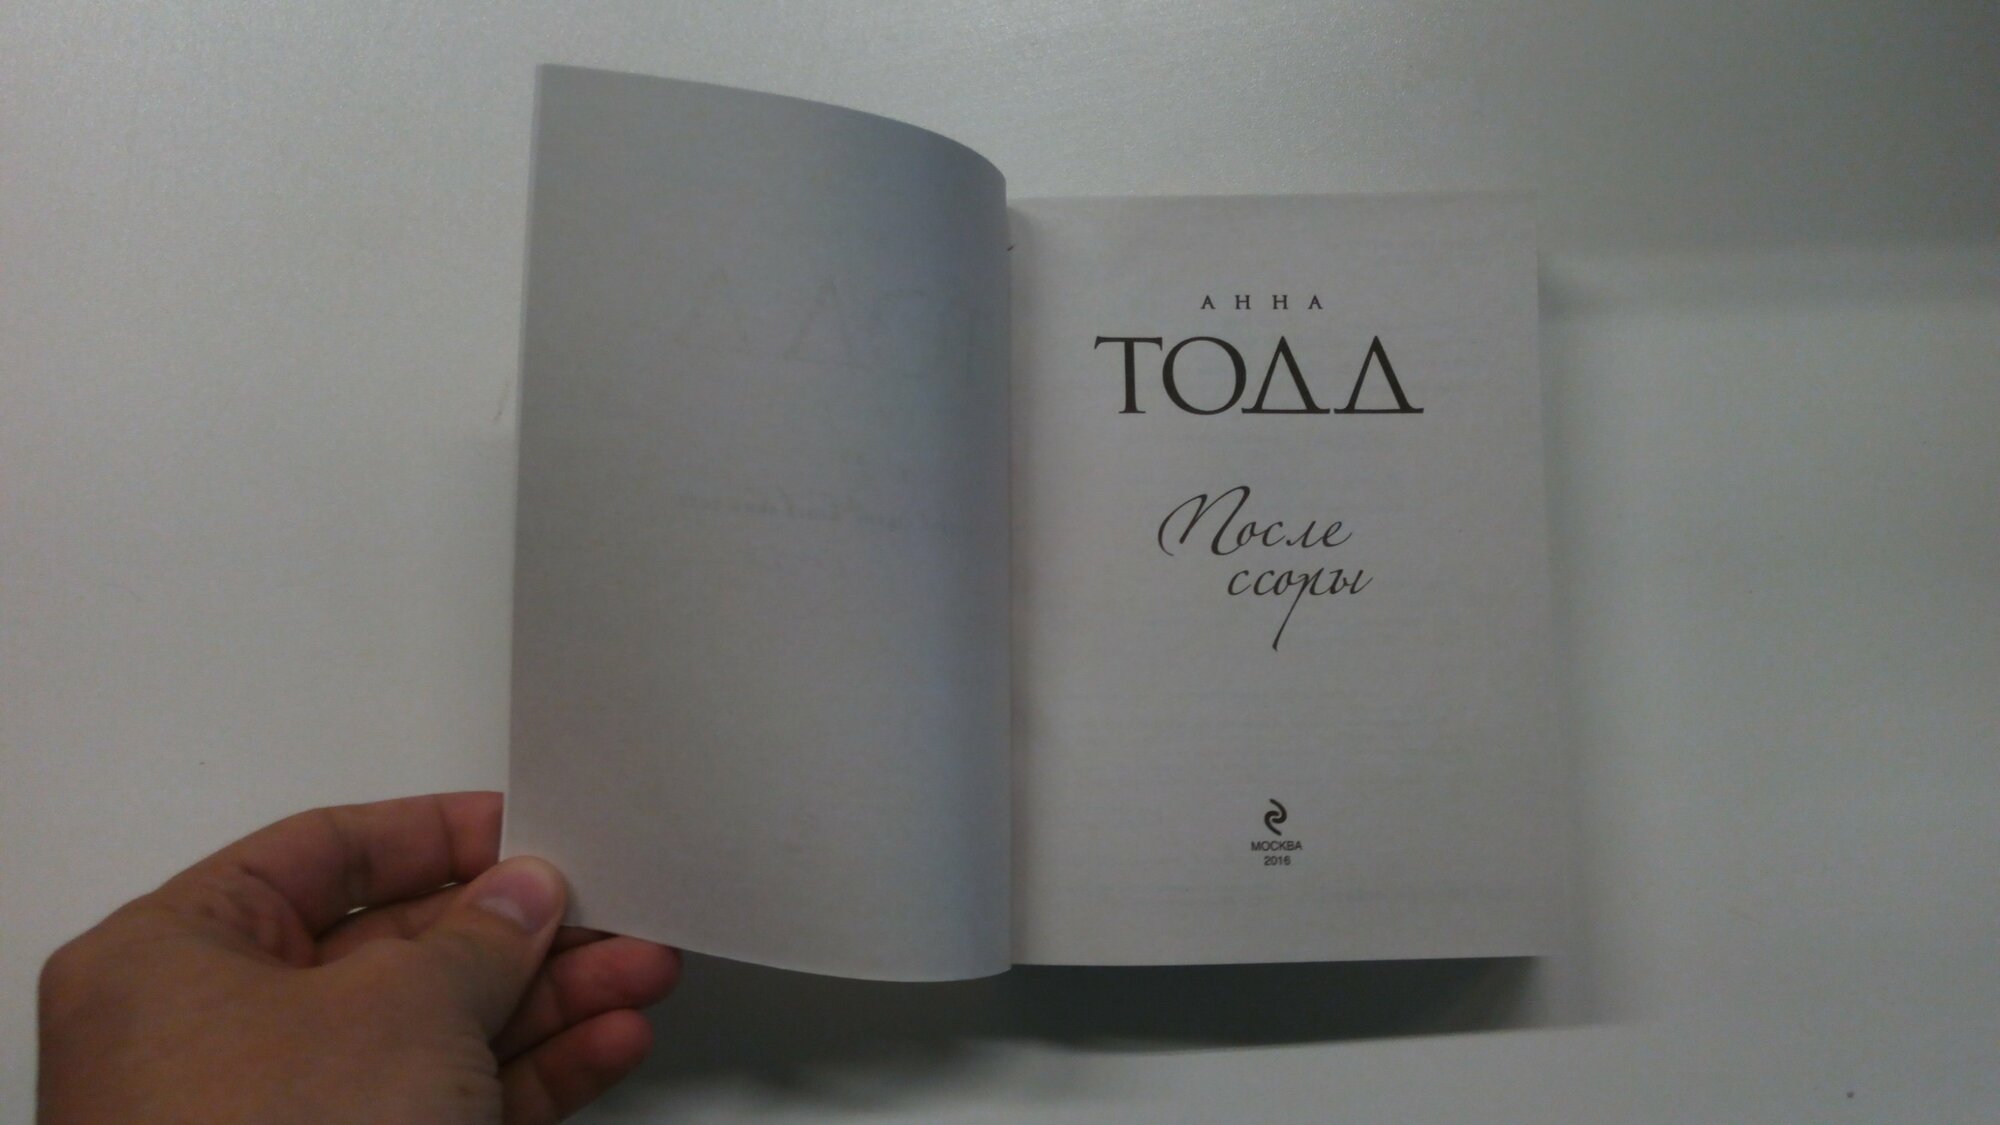 АННА
ТОДД
После
ссоры
МОСКВА
2016